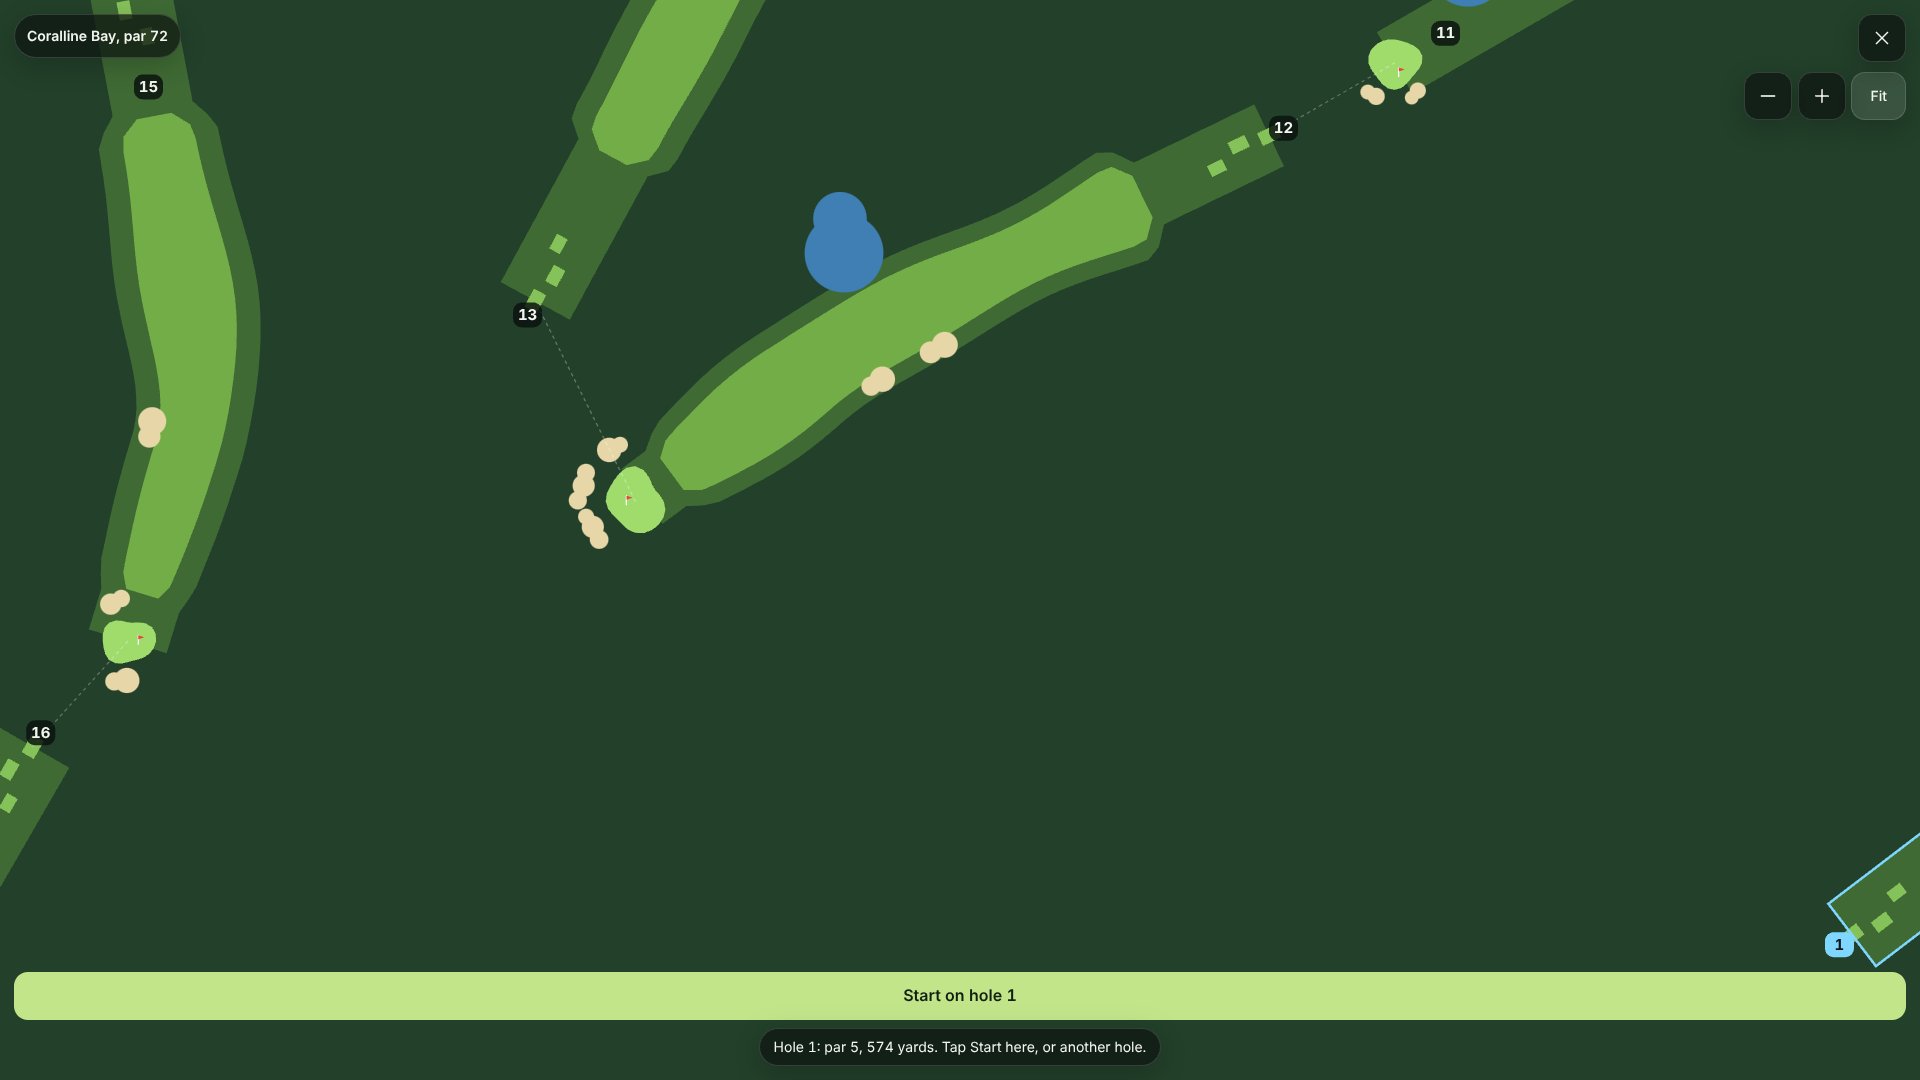 Coralline Bay, par 72
11
15
Fit
12
13
16
1
Start on hole 1
Hole 1: par 5, 574 yards. Tap Start here, or another hole.